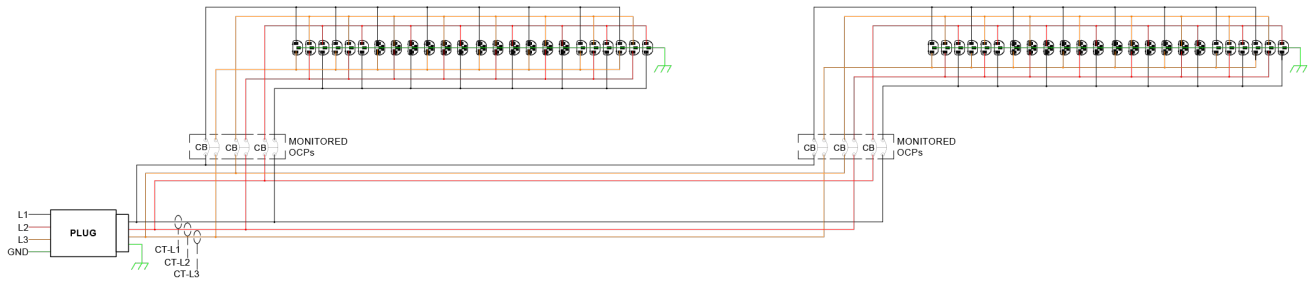 CB
CB
CB
MONITORED
OCPs
CB
CB
CB
MONITORED
OCPs
L1
L2
L3
GND
PLUG
CT-L1
CT-L2
CT-L3